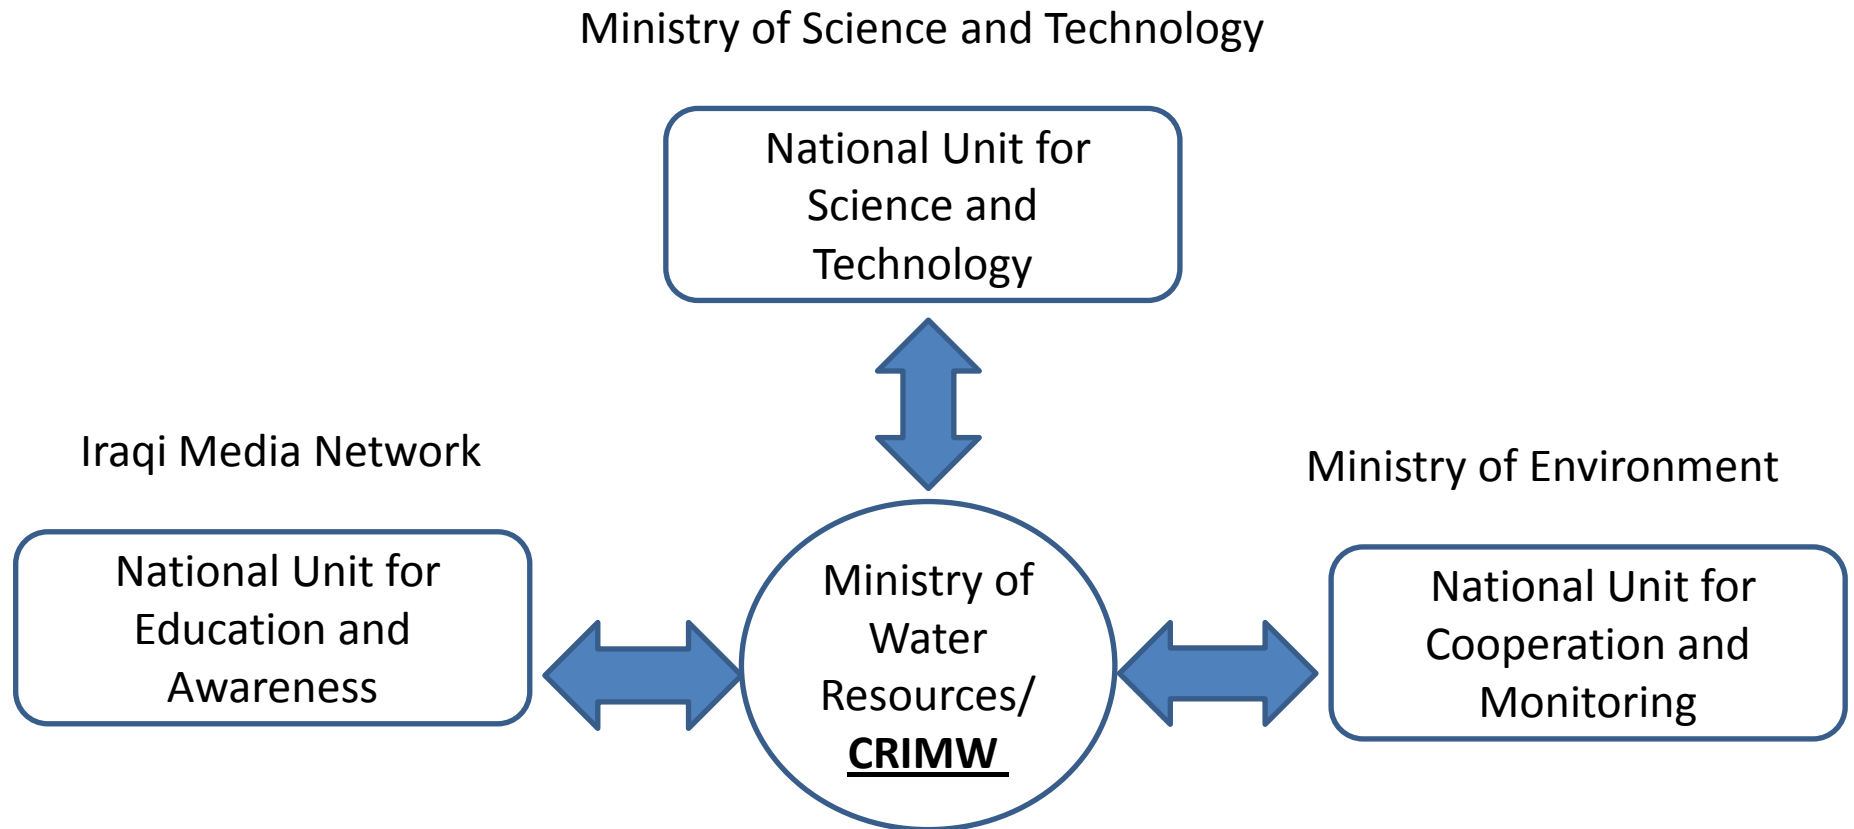 Ministry of Science and Technology
National Unit for
Science and
Technology
Iraqi Media Network
Ministry of Environment
National Unit for
Education and
Awareness
Ministry of
Water
Resources/
CRIMW
National Unit for
Cooperation and
Monitoring